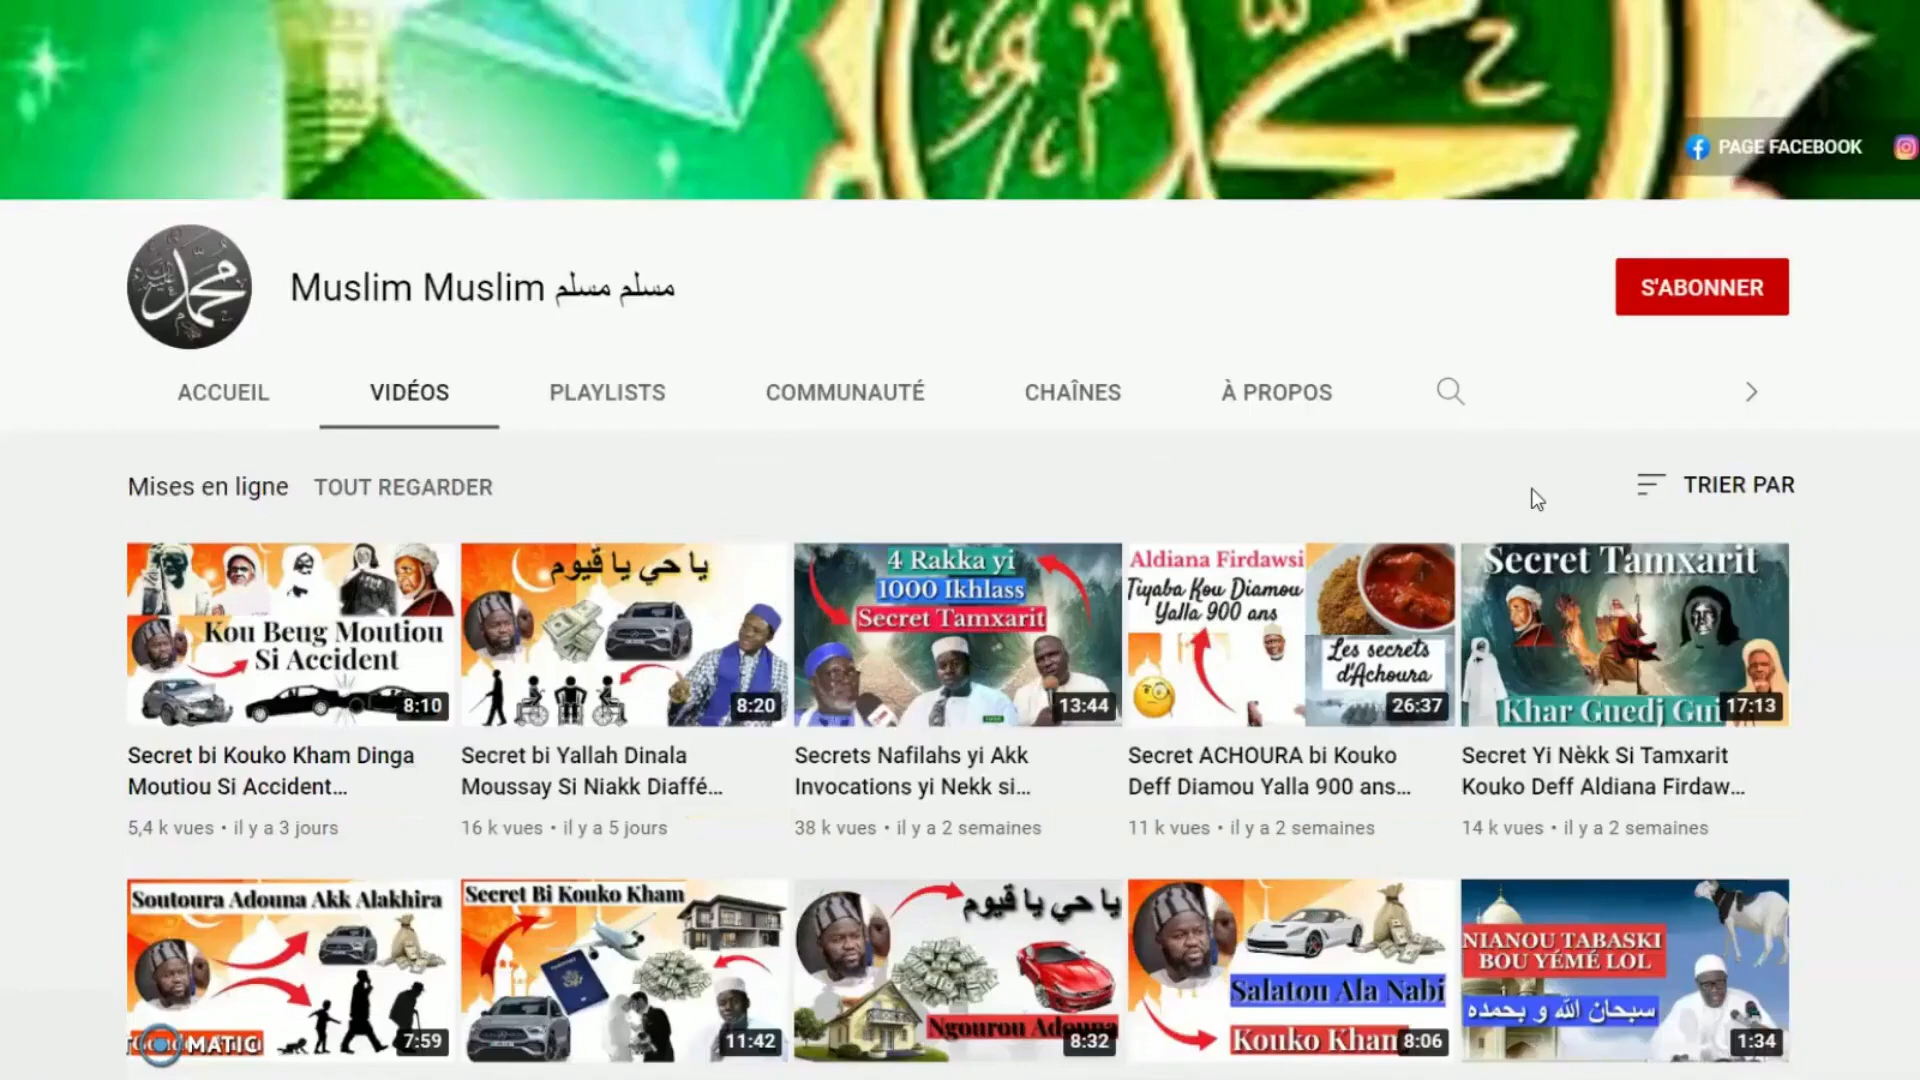 PAGE FACEBOOK
Muslim Muslim مسلم مسلم
S'ABONNER
ACCUEIL
VIDÉOS
PLAYLISTS
COMMUNAUTÉ
CHAÎNES
À PROPOS
Mises en ligne
TOUT REGARDER
TRIER PAR
Kou Beug Moutiou
Si Accident
8:10
يا حي يا قيوم
8:20
4 Rakka yi
1000 Ikhlass
Secret Tamxarit
13:44
Aldiana Firdawsi
Tiyaba Kou Diamou
Yalla 900 ans
Les secrets
d'Achoura
26:37
Secret Tamxarit
Khar Guedj Gui
17:13
Secret bi Kouko Kham Dinga
Moutiou Si Accident...
5,4 k vues • il y a 3 jours
Secret bi Yallah Dinala
Moussay Si Niakk Diaffé...
16 k vues • il y a 5 jours
Secrets Nafilahs yi Akk
Invocations yi Nekk si...
38 k vues • il y a 2 semaines
Secret ACHOURA bi Kouko
Deff Diamou Yalla 900 ans...
11 k vues • il y a 2 semaines
Secret Yi Nèkk Si Tamxarit
Kouko Deff Aldiana Firdaw...
14 k vues • il y a 2 semaines
Soutoura Adouna Akk Alakhira
MATIC
7:59
Secret Bi Kouko Kham
11:42
يا حي يا قيوم
Ngourou Adouna
8:32
Salatou Ala Nabi
Kouko Kham
8:06
NIANOU TABASKI
BOU YÉMÉ LOL
سبحان الله و بحمده
1:34